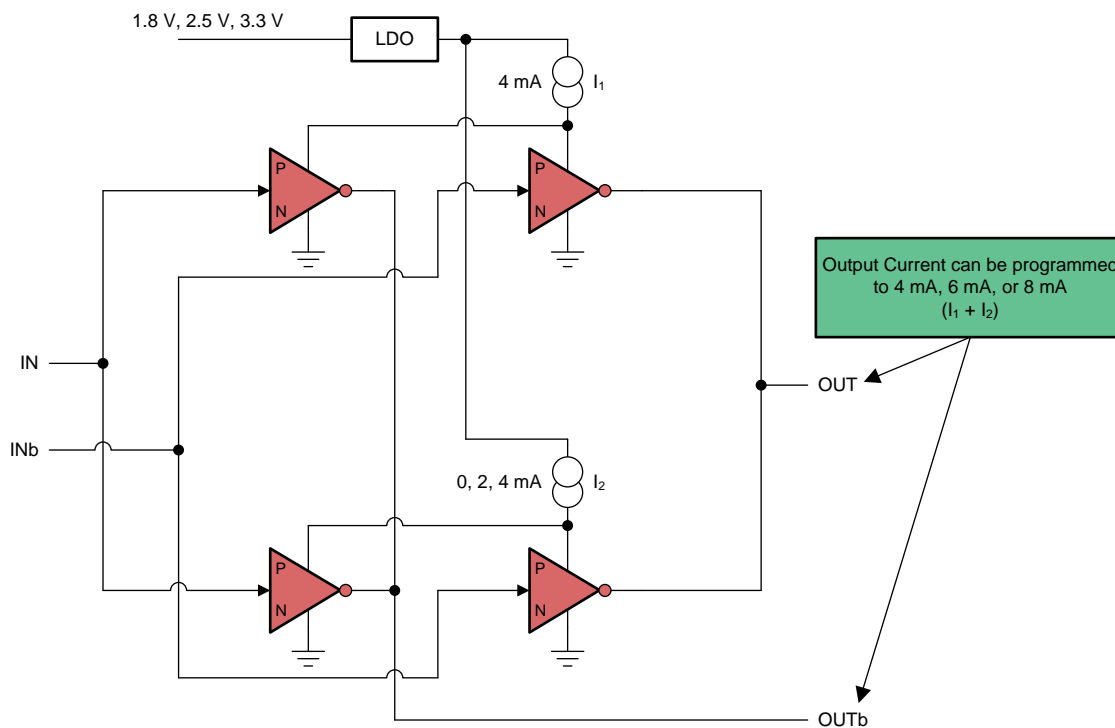 1.8 V, 2.5 V, 3.3 V
LDO
4 mA
I₁
P
N
P
N
Output Current can be programmed
to 4 mA, 6 mA, or 8 mA
(I₁ + I₂)
IN
OUT
INb
0, 2, 4 mA
I₂
P
N
P
N
OUTb